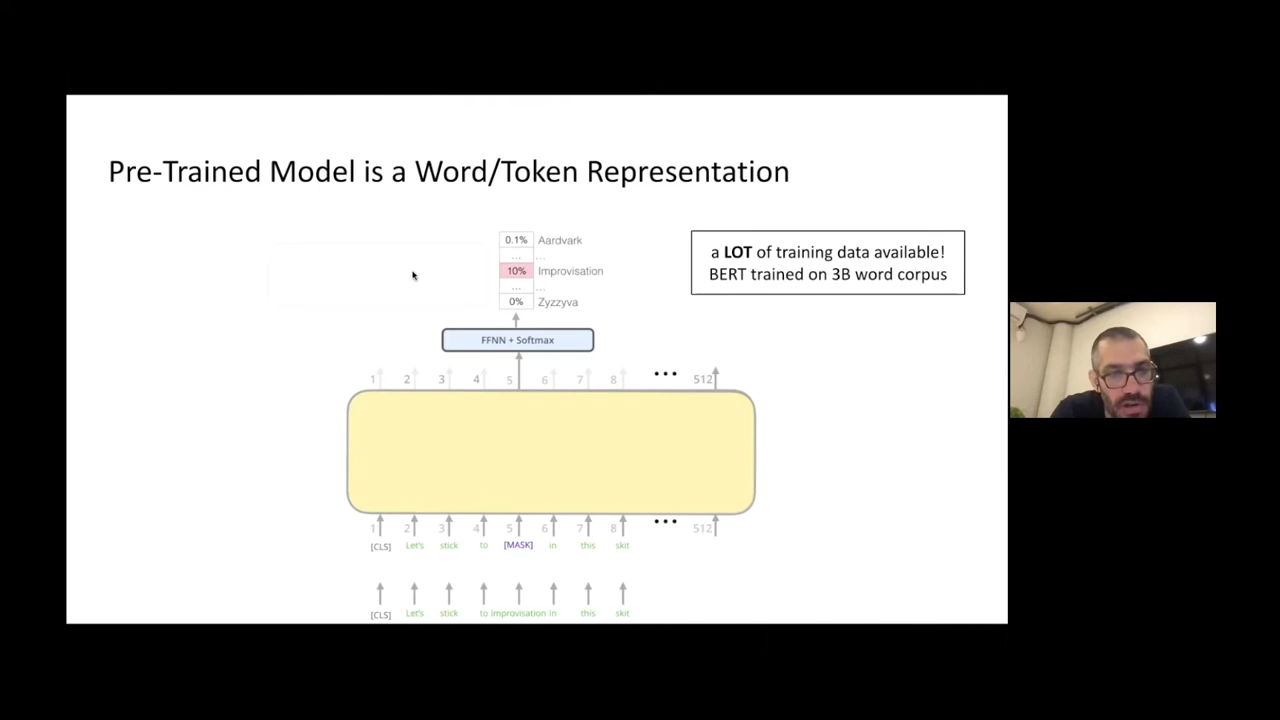 Pre-Trained Model is a Word/Token Representation
0.1% Aardvark
... ...
10% Improvisation
... ...
0% Zyzzyva
a LOT of training data available!
BERT trained on 3B word corpus
FFNN + Softmax
1 2 3 4 5 6 7 8 ... 512
1 2 3 4 5 6 7 8 ... 512
[CLS] Let's stick to [MASK] in this skit
[CLS] Let's stick to improvisation in this skit